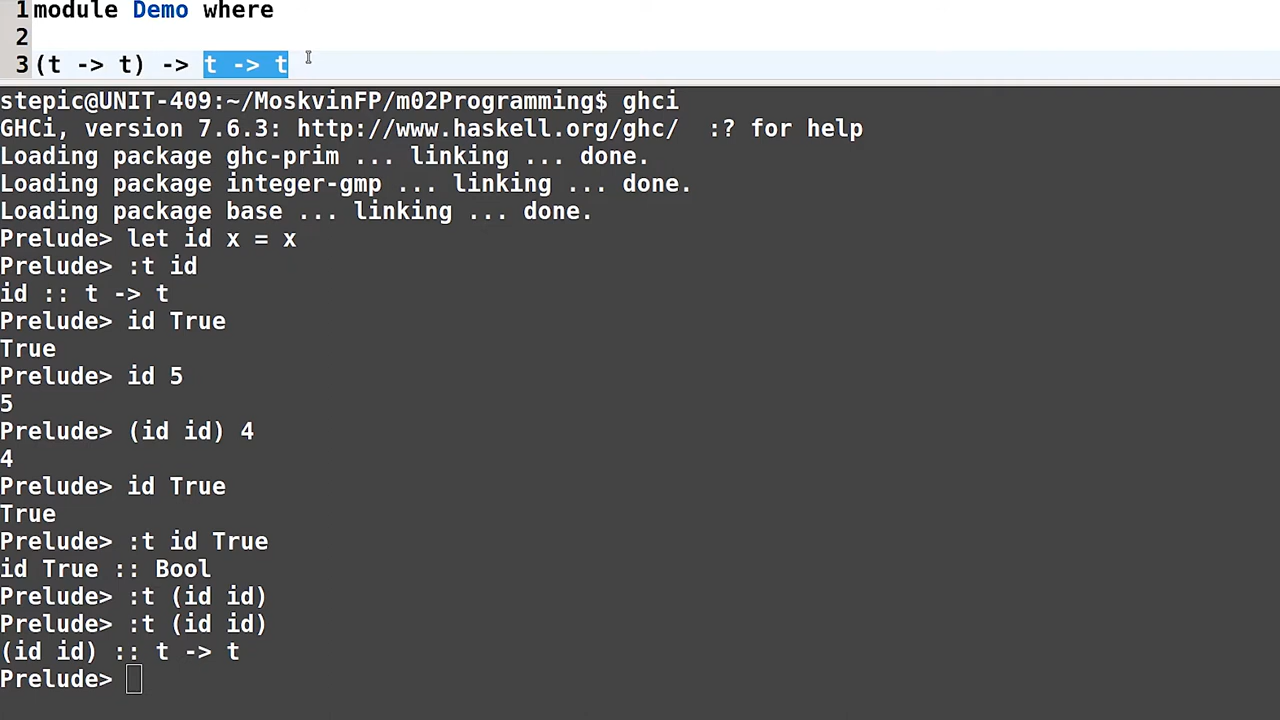 1 module Demo where
2
3 (t -> t) -> t -> t
stepic@UNIT-409:~/MoskvinFP/m02Programming$ ghci
GHCi, version 7.6.3: http://www.haskell.org/ghc/  :? for help
Loading package ghc-prim ... linking ... done.
Loading package integer-gmp ... linking ... done.
Loading package base ... linking ... done.
Prelude> let id x = x
Prelude> :t id
id :: t -> t
Prelude> id True
True
Prelude> id 5
5
Prelude> (id id) 4
4
Prelude> id True
True
Prelude> :t id True
id True :: Bool
Prelude> :t (id id)
Prelude> :t (id id)
(id id) :: t -> t
Prelude>